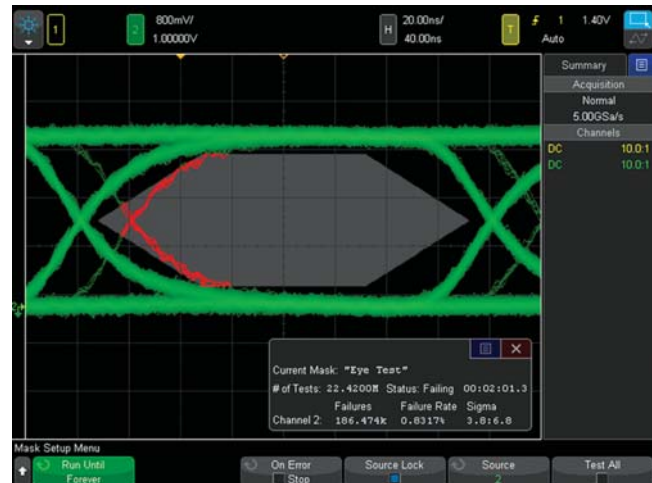 1
2
800mV/
1.00000V
H
20.00ns/
40.00ns
T
1
1.40V
Auto
Summary
Acquisition
Normal
5.00GSa/s
Channels
DC 10.0:1
DC 10.0:1
2
Current Mask: "Eye Test"
# of Tests: 22.4200M Status: Failing 00:02:01.3
Failures Failure Rate Sigma
Channel 2: 186.474k 0.8317% 3.8:6.8
Mask Setup Menu
Run Until
Forever
On Error
Stop
Source Lock
Source
2
Test All